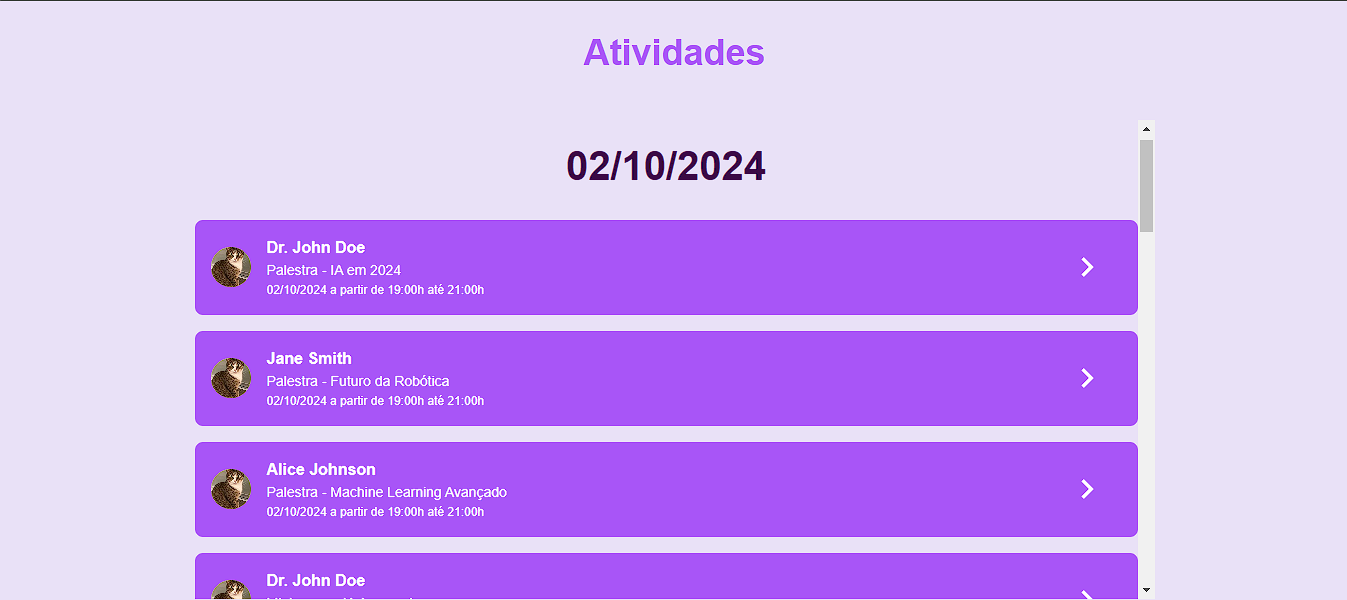 Atividades
02/10/2024
Dr. John Doe
Palestra - IA em 2024
02/10/2024 a partir de 19:00h até 21:00h
Jane Smith
Palestra - Futuro da Robótica
02/10/2024 a partir de 19:00h até 21:00h
Alice Johnson
Palestra - Machine Learning Avançado
02/10/2024 a partir de 19:00h até 21:00h
Dr. John Doe